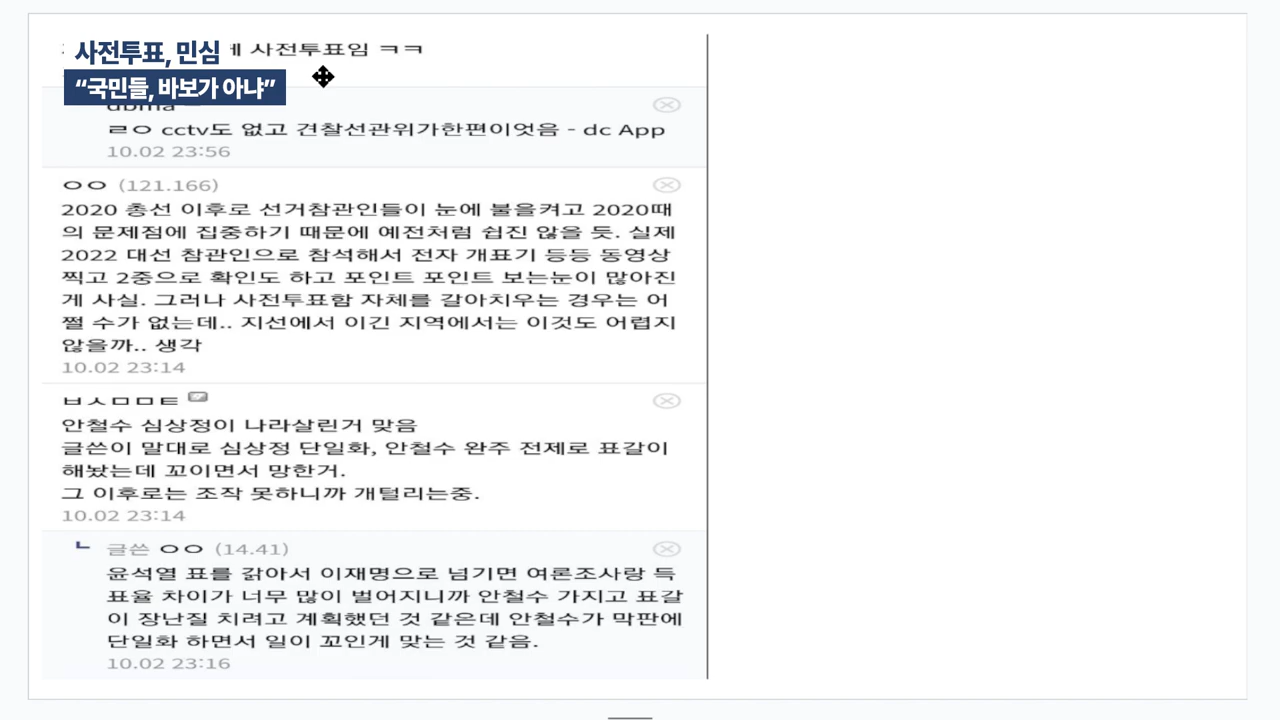 사전투표, 민심
“국민들, 바보가 아냐”
사전투표임 ㅋㅋ
ㄹㅇ cctv도 없고 견찰선관위가한편이엇음 - dc App
10.02 23:56
ㅇㅇ (121.166)
2020 총선 이후로 선거참관인들이 눈에 불을켜고 2020때
의 문제점에 집중하기 때문에 예전처럼 쉽진 않을 듯. 실제
2022 대선 참관인으로 참석해서 전자 개표기 등등 동영상
찍고 2중으로 확인도 하고 포인트 포인트 보는눈이 많아진
게 사실. 그러나 사전투표함 자체를 갈아치우는 경우는 어
쩔 수가 없는데.. 지선에서 이긴 지역에서는 이것도 어렵지
않을까.. 생각
10.02 23:14
ㅂㅅㅁㅁㅌ
안철수 심상정이 나라살린거 맞음
글쓴이 말대로 심상정 단일화, 안철수 완주 전제로 표갈이
해놨는데 꼬이면서 망한거.
그 이후로는 조작 못하니까 개털리는중.
10.02 23:14
글쓴 ㅇㅇ (14.41)
윤석열 표를 갉아서 이재명으로 넘기면 여론조사랑 득
표율 차이가 너무 많이 벌어지니까 안철수 가지고 표갈
이 장난질 치려고 계획했던 것 같은데 안철수가 막판에
단일화 하면서 일이 꼬인게 맞는 것 같음.
10.02 23:16